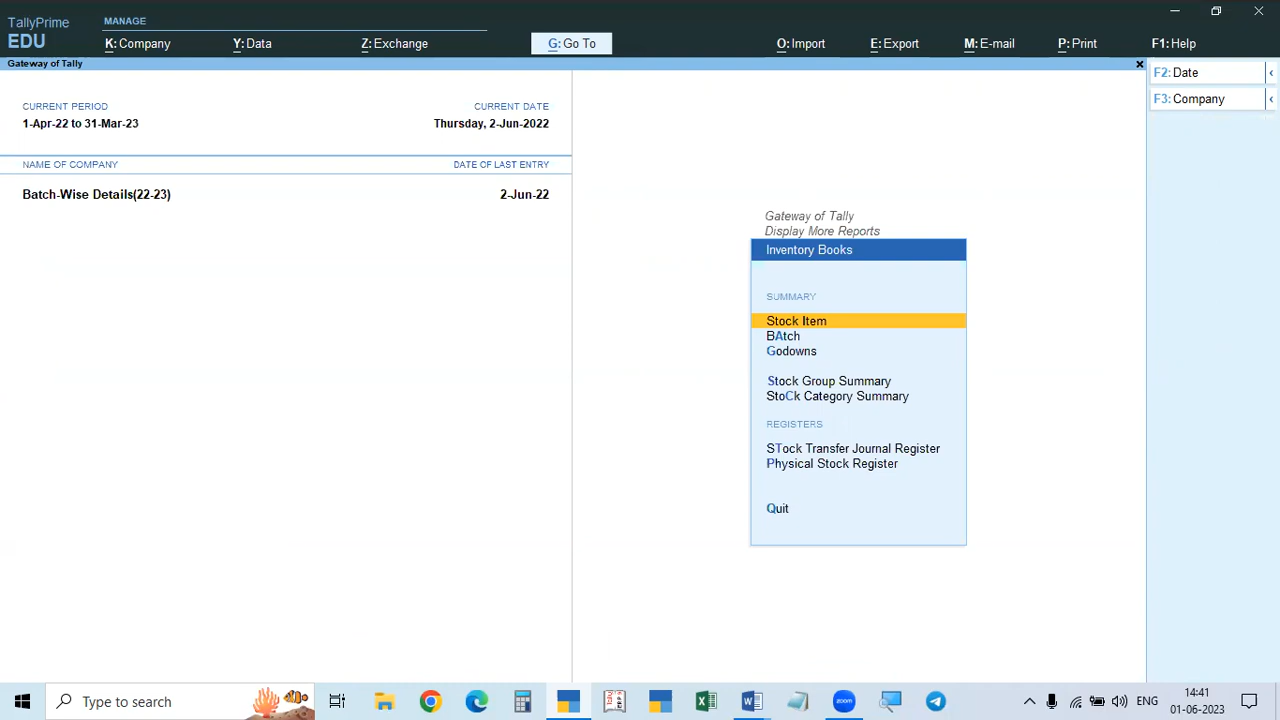 TallyPrime
EDU
MANAGE
K: Company
Y: Data
Z: Exchange
G: Go To
O: Import
E: Export
M: E-mail
P: Print
F1: Help
Gateway of Tally
F2: Date
F3: Company
CURRENT PERIOD
CURRENT DATE
1-Apr-22 to 31-Mar-23
Thursday, 2-Jun-2022
NAME OF COMPANY
DATE OF LAST ENTRY
Batch-Wise Details(22-23)
2-Jun-22
Gateway of Tally
Display More Reports
Inventory Books
SUMMARY
Stock Item
BAtch
Godowns
Stock Group Summary
StoCk Category Summary
REGISTERS
STock Transfer Journal Register
Physical Stock Register
Quit
Type to search
zoom
ENG
14:41
01-06-2023